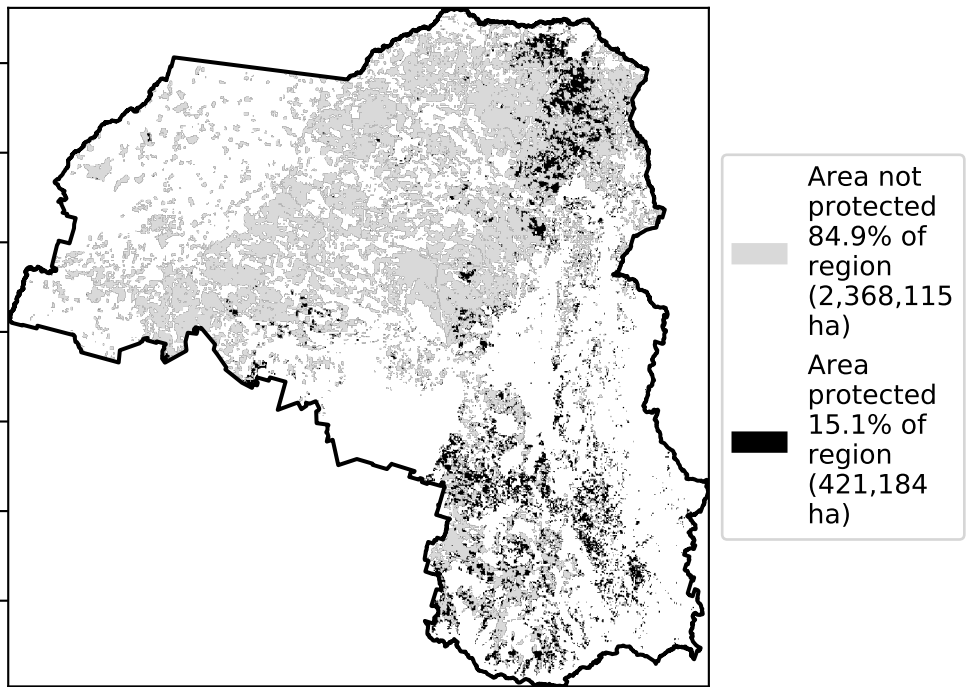 Area not
protected
84.9% of
region
(2,368,115
ha)
Area
protected
15.1% of
region
(421,184
ha)